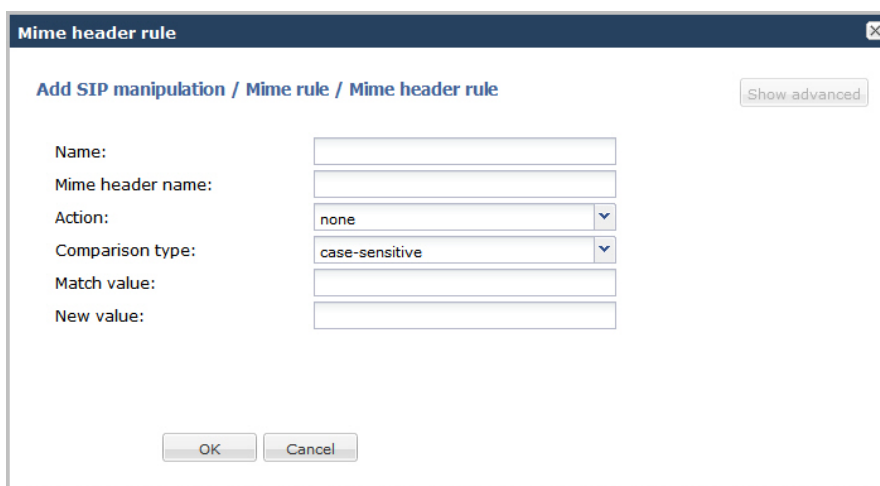 Mime header rule
Add SIP manipulation / Mime rule / Mime header rule
Show advanced
Name:
Mime header name:
Action: none
Comparison type: case-sensitive
Match value:
New value:
OK Cancel